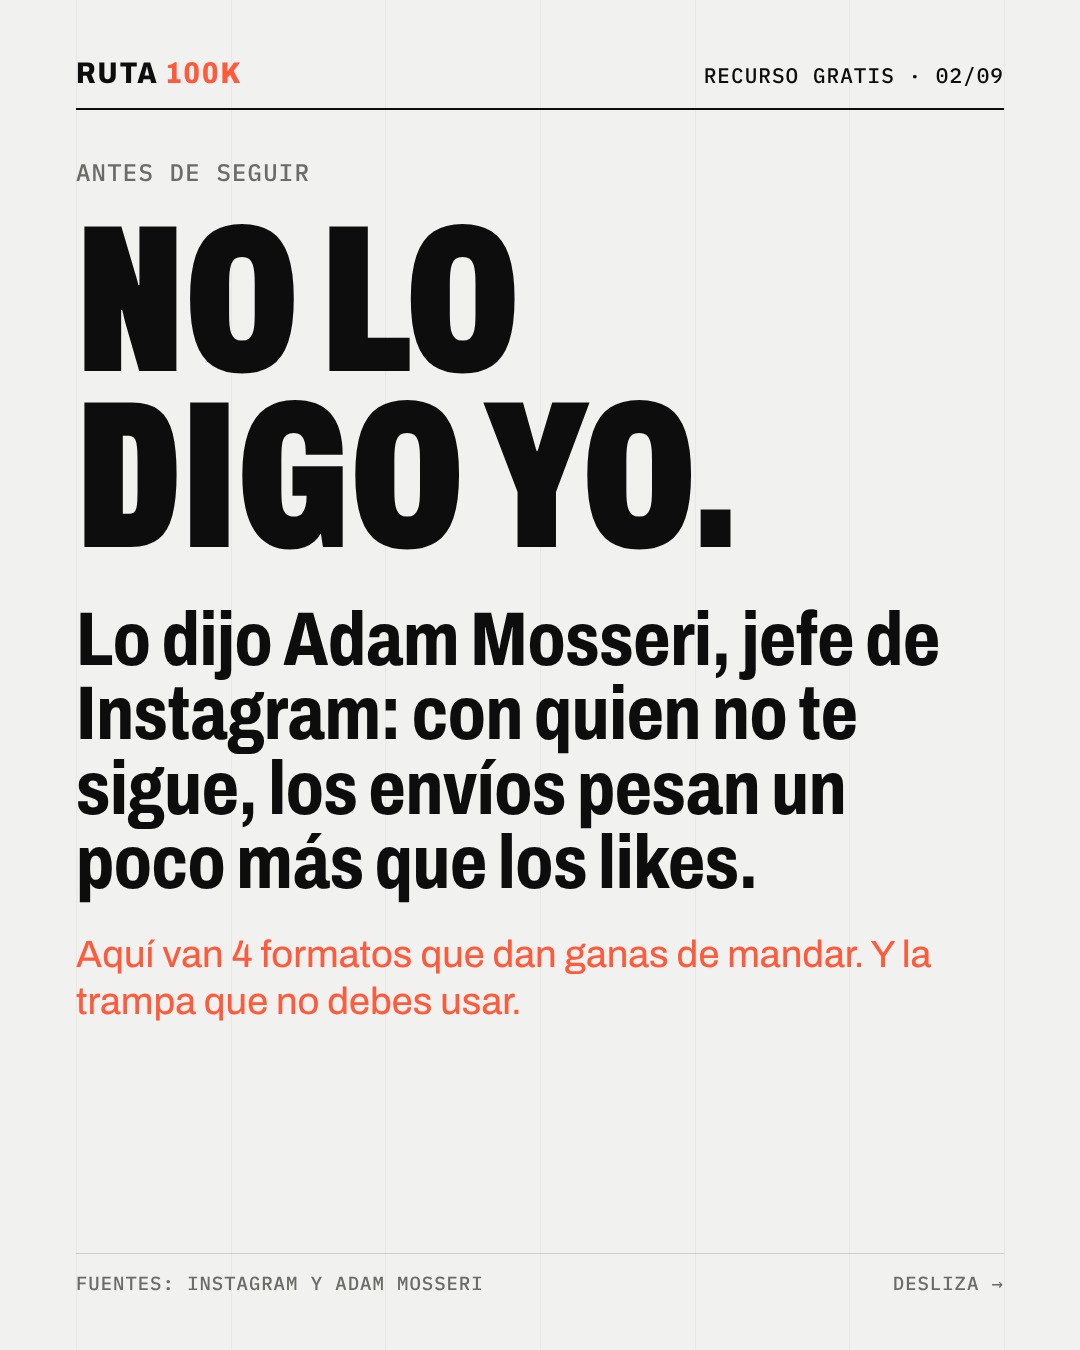 RUTA 100K
RECURSO GRATIS · 02/09
ANTES DE SEGUIR
NO LO
DIGO YO.
Lo dijo Adam Mosseri, jefe de
Instagram: con quien no te
sigue, los envíos pesan un
poco más que los likes.
Aquí van 4 formatos que dan ganas de mandar. Y la
trampa que no debes usar.
FUENTES: INSTAGRAM Y ADAM MOSSERI
DESLIZA →